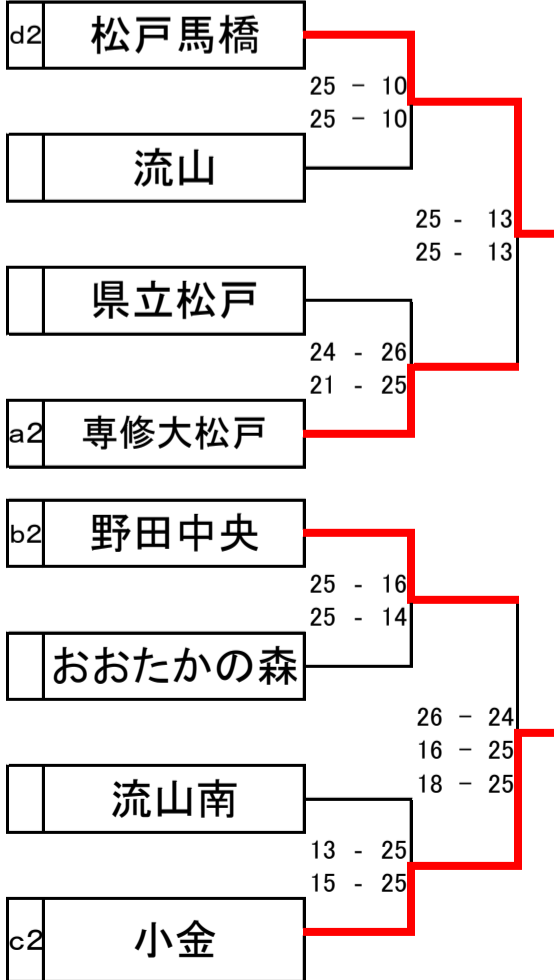 d2 松戸馬橋
25 - 10
25 - 10
流山
25 - 13
25 - 13
県立松戸
24 - 26
21 - 25
a2 専修大松戸
b2 野田中央
25 - 16
25 - 14
おおたかの森
26 - 24
16 - 25
18 - 25
流山南
13 - 25
15 - 25
c2 小金